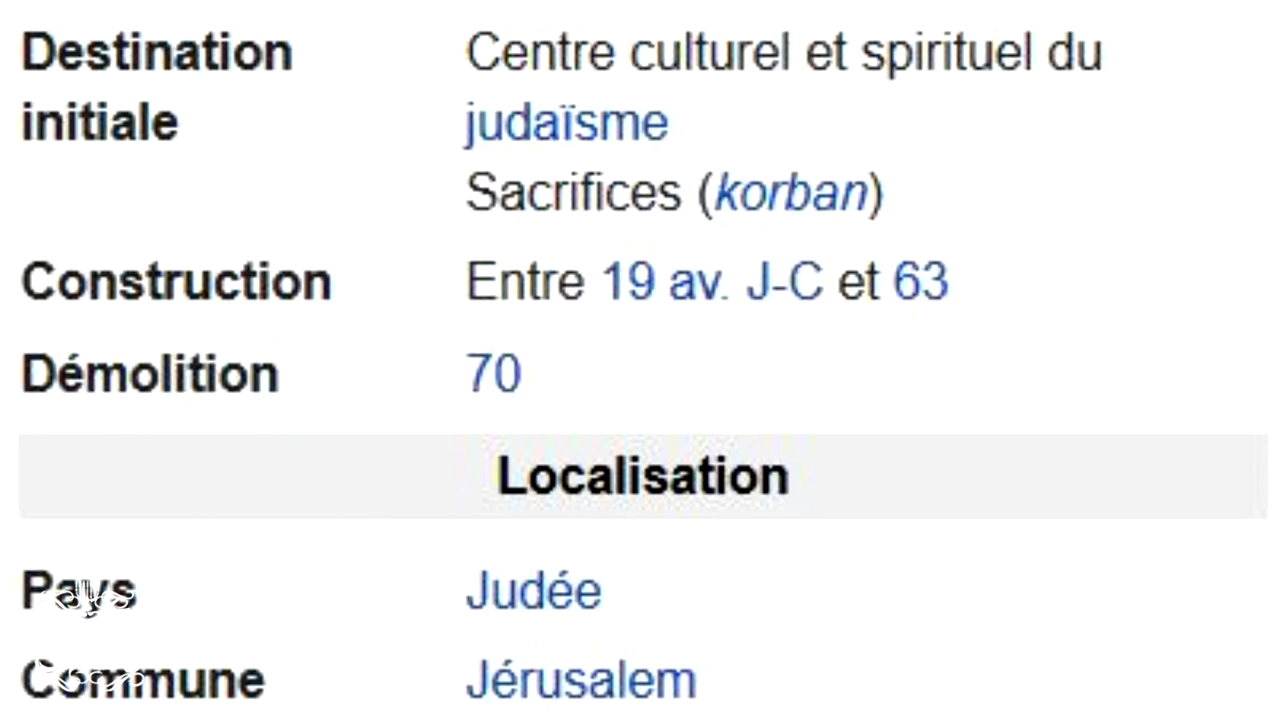 Destination Centre culturel et spirituel du
initiale judaïsme
Sacrifices (korban)
Construction Entre 19 av. J-C et 63
Démolition 70
Localisation
Pays Judée
Commune Jérusalem